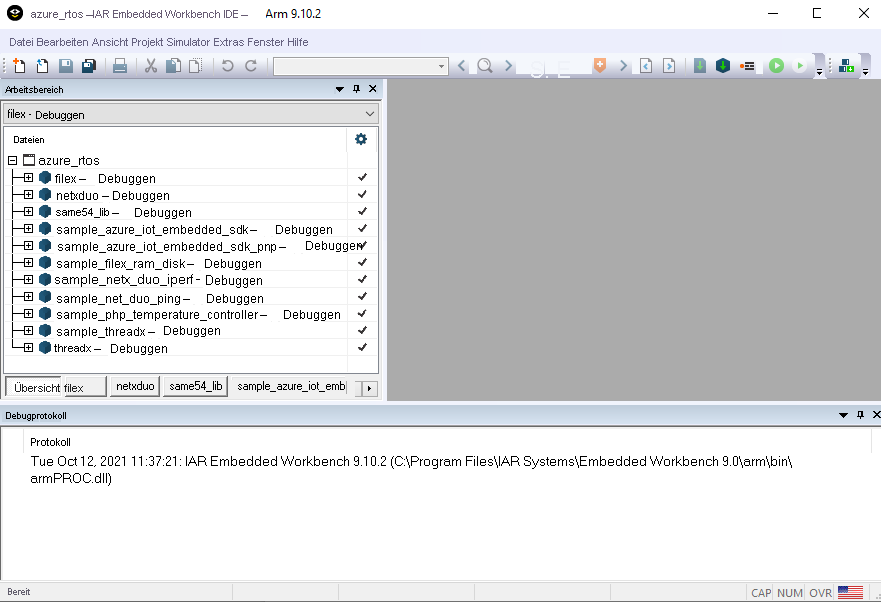 azure_rtos –IAR Embedded Workbench IDE – Arm 9.10.2
Datei Bearbeiten Ansicht Projekt Simulator Extras Fenster Hilfe
Arbeitsbereich
filex - Debuggen
Dateien
azure_rtos
filex – Debuggen
netxduo – Debuggen
same54_lib – Debuggen
sample_azure_iot_embedded_sdk– Debuggen
sample_azure_iot_embedded_sdk_pnp– Debuggen
sample_filex_ram_disk– Debuggen
sample_netx_duo_iperf - Debuggen
sample_net_duo_ping – Debuggen
sample_php_temperature_controller– Debuggen
sample_threadx – Debuggen
threadx – Debuggen
Übersicht filex netxduo same54_lib sample_azure_iot_emb
Debugprotokoll
Protokoll
Tue Oct 12, 2021 11:37:21: IAR Embedded Workbench 9.10.2 (C:\Program Files\IAR Systems\Embedded Workbench 9.0\arm\bin\
armPROC.dll)
Bereit CAP NUM OVR